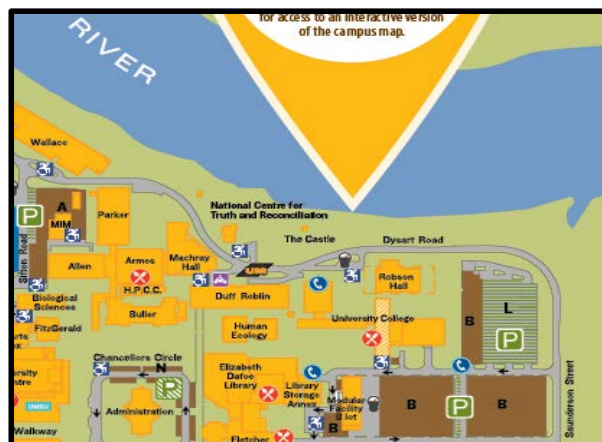 for access to an interactive version
of the campus map.
RIVER
Wallace
National Centre for
Truth and Reconciliation
Parker
A
MIM
P
Sifton Road
The Castle
Dysart Road
Machray
Hall
Armes
Allen
H.P.C.C.
Robson
Hall
Duff Roblin
L
Biological
Sciences
Buller
B
University College
P
FitzGerald
Human
Ecology
Chancellors Circle
N
Elizabeth
Dafoe
Library
Library
Storage
Annex
Modular
Facility
B lot
P
UMSU
Administration
B
B
P
B
B
Saunderson Street
Walkway
Fletcher